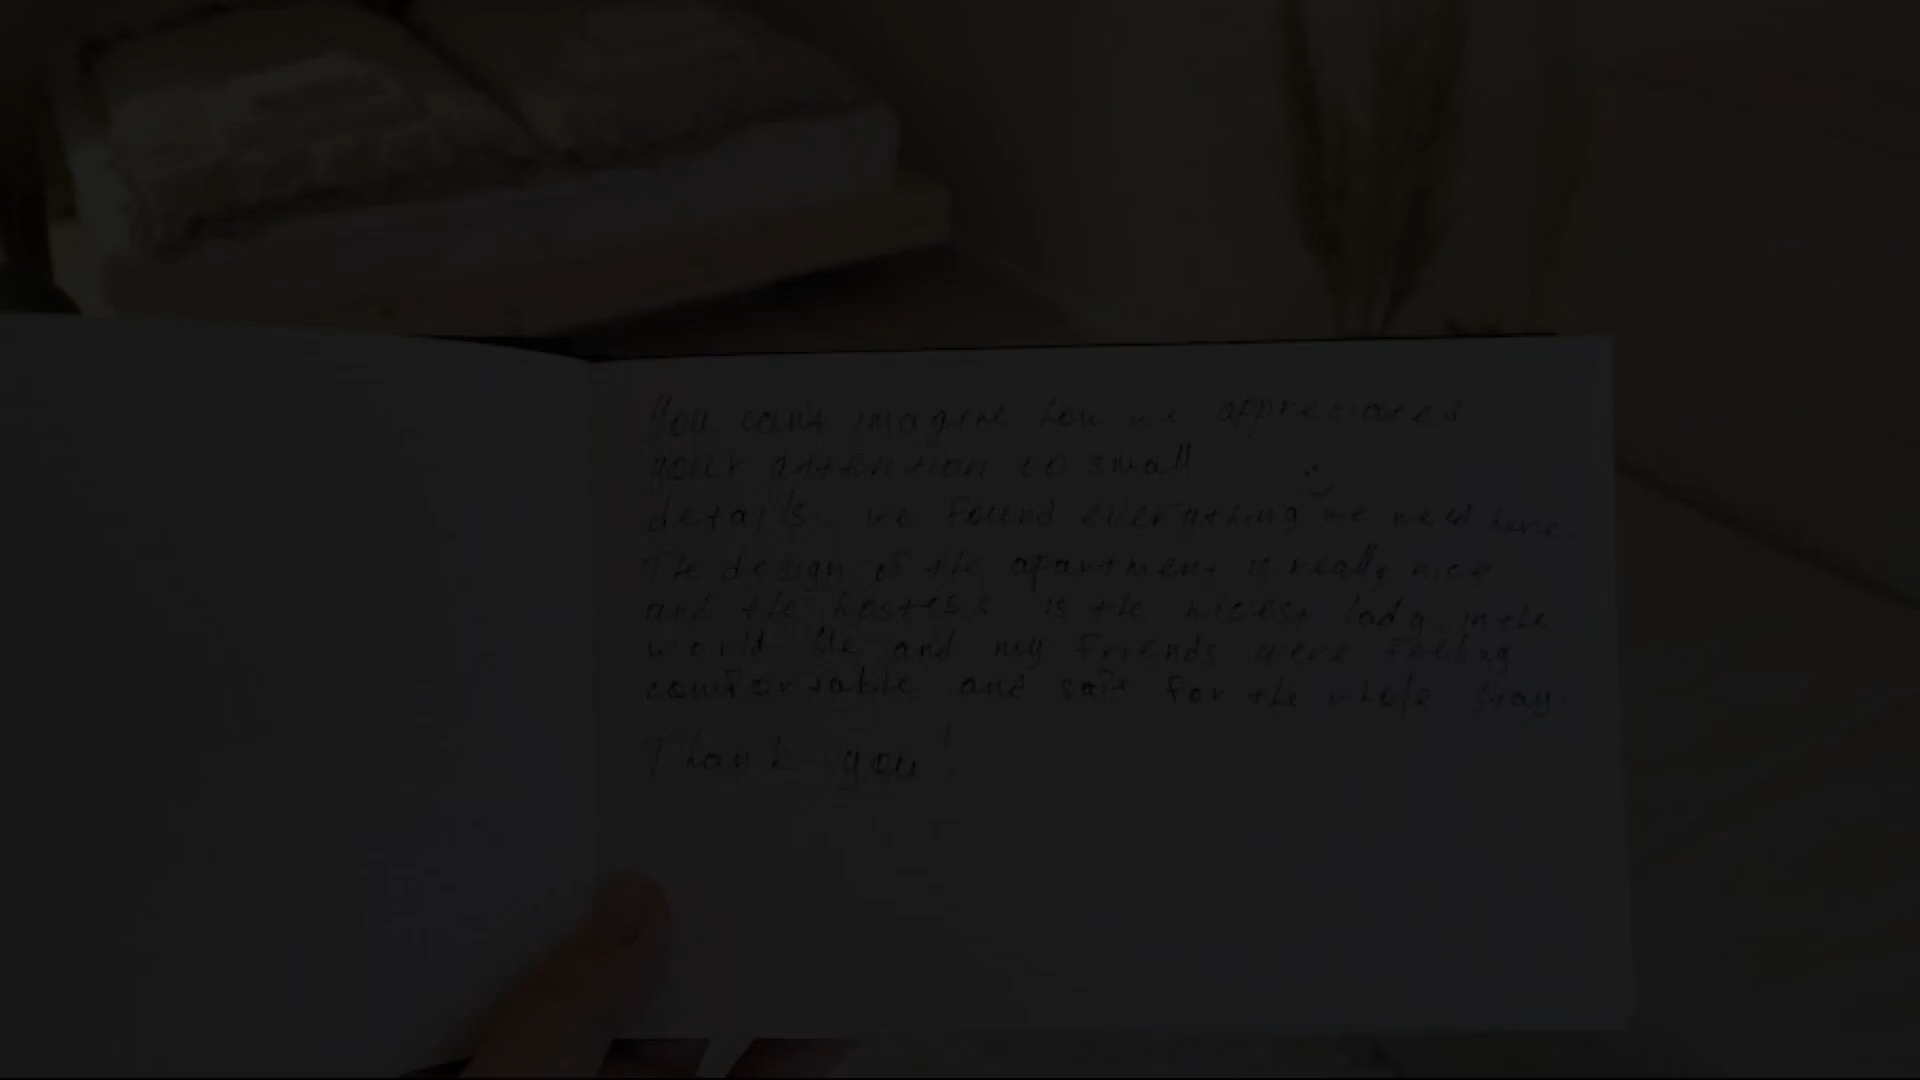 You can't imagine how we appreciated
your attention to small
details. we found everything we need here
The design of the apartment is really nice
and the hostess is the nicest lady in the
world Me and my friends were feeling
comfortable and safe for the whole stay
Thank you!